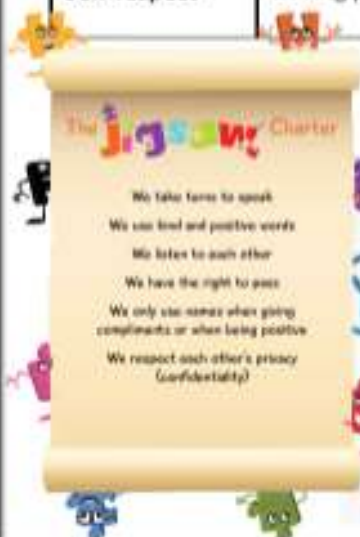 The jigsaw Charter
We take turns to speak
We use kind and positive words
We listen to each other
We have the right to pass
We only use names when giving
compliments or when being positive
We respect each other's privacy
(confidentiality)